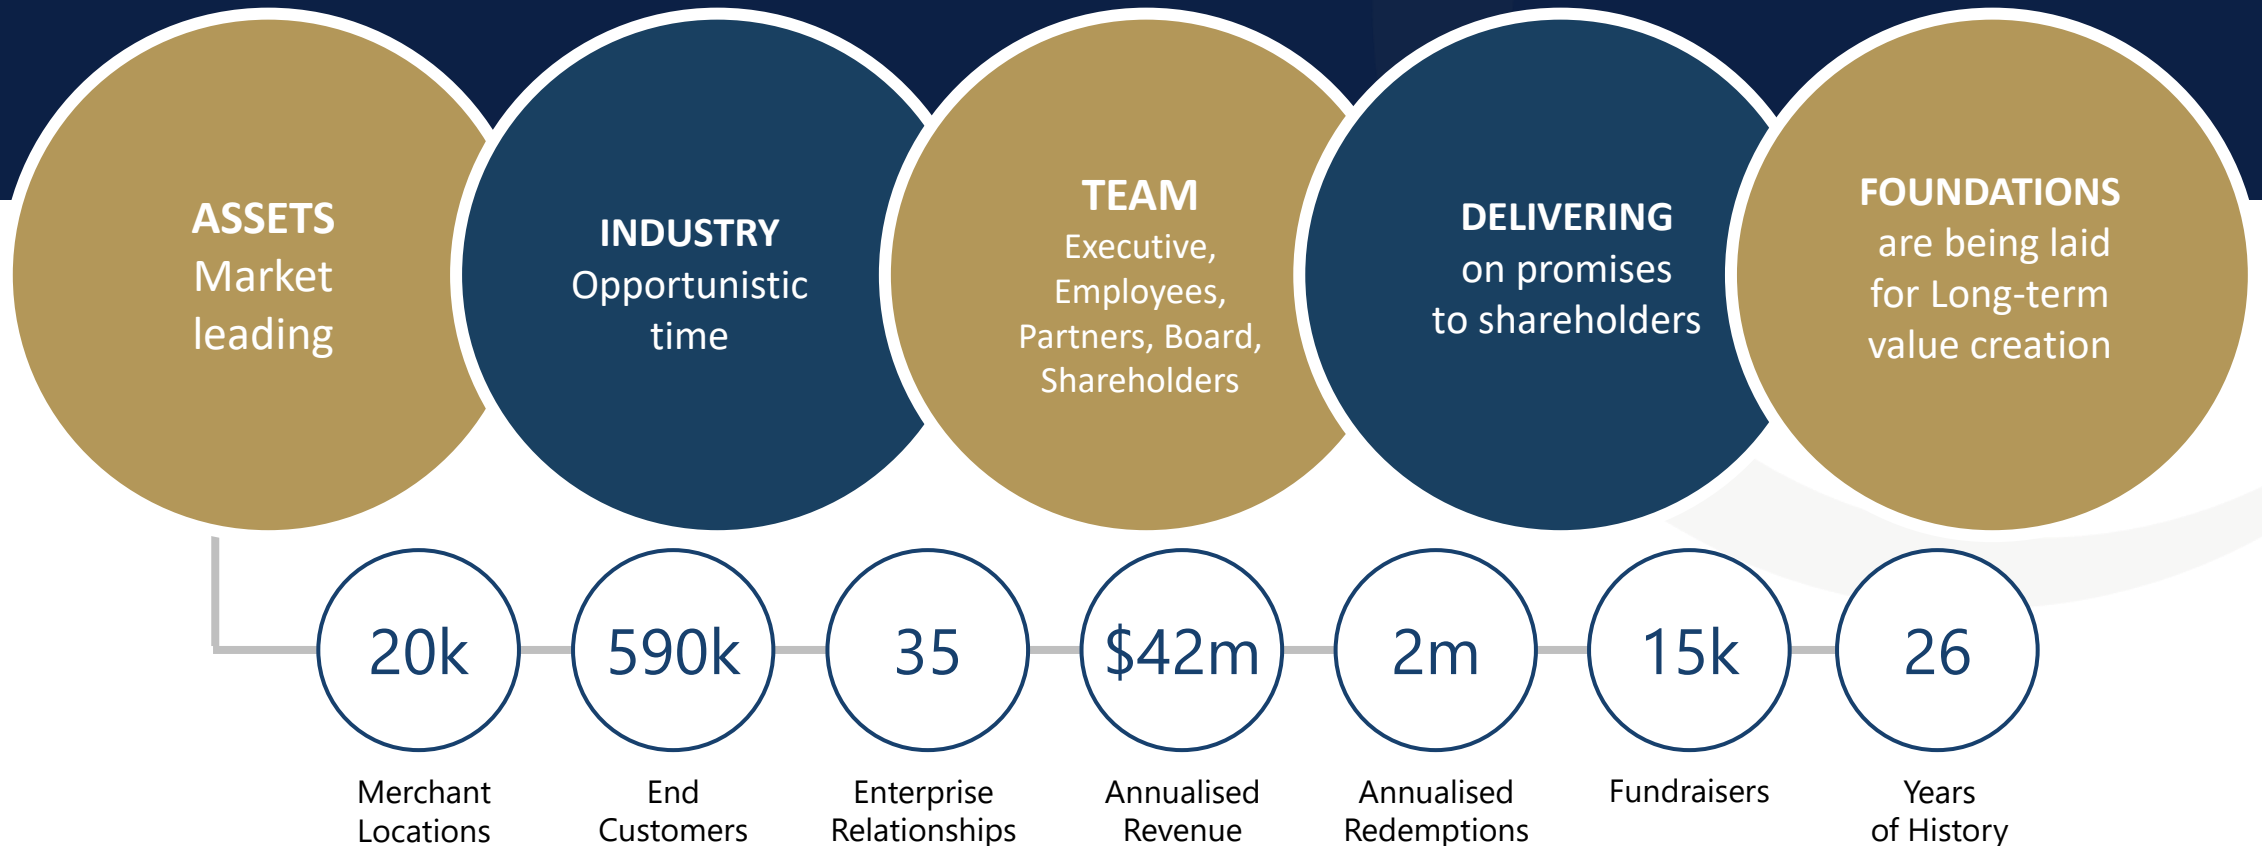 ASSETS
Market
leading
INDUSTRY
Opportunistic
time
TEAM
Executive,
Employees,
Partners, Board,
Shareholders
DELIVERING
on promises
to shareholders
FOUNDATIONS
are being laid
for Long-term
value creation
20k
Merchant
Locations
590k
End
Customers
35
Enterprise
Relationships
$42m
Annualised
Revenue
2m
Annualised
Redemptions
15k
Fundraisers
26
Years
of History